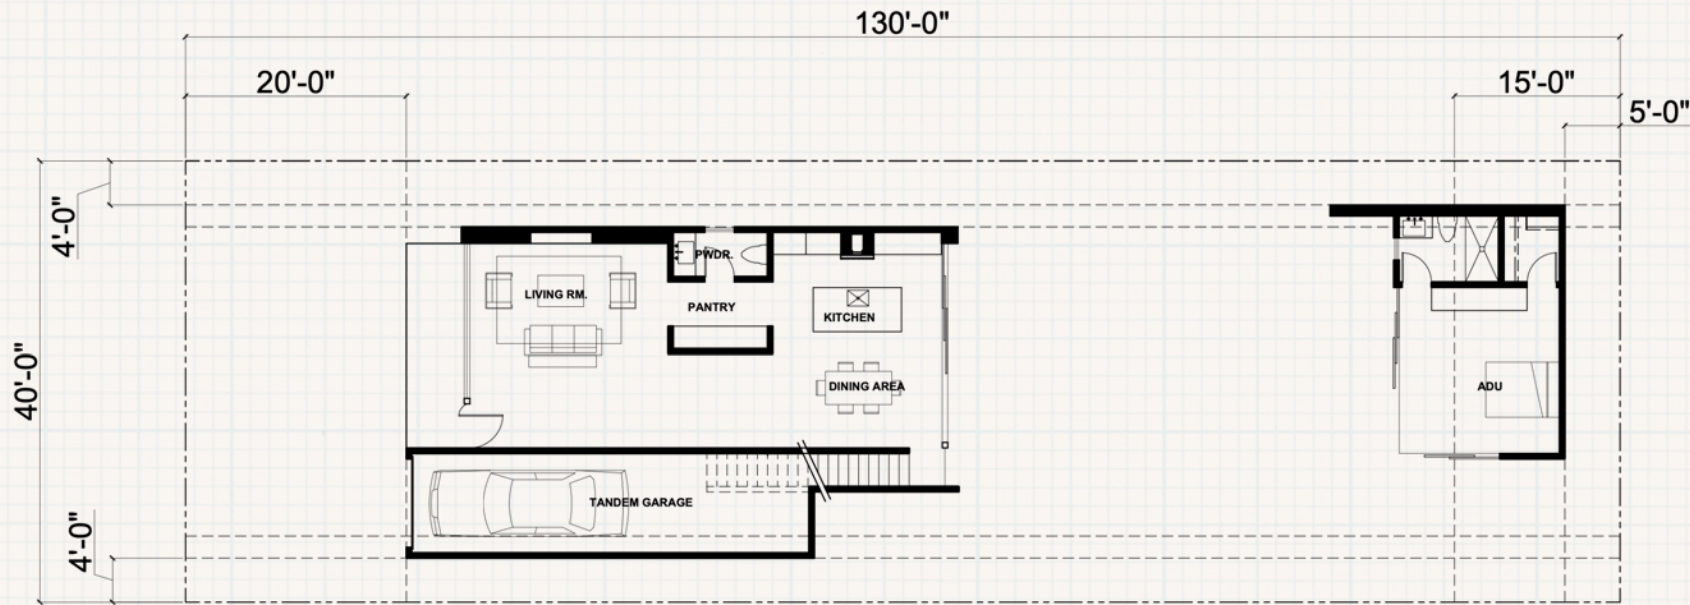 130'-0"
20'-0"
15'-0"
5'-0"
4'-0"
40'-0"
PWDR.
LIVING RM.
PANTRY
KITCHEN
DINING AREA
ADU
TANDEM GARAGE
4'-0"